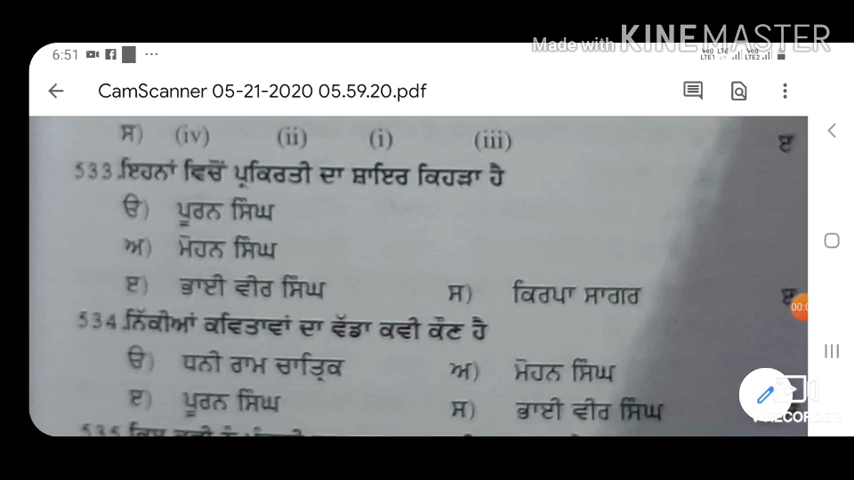 Made with KINEMASTER
6:51 ...
CamScanner 05-21-2020 05.59.20.pdf
ਸ) (iv) (ii) (i) (iii) ੲ
533. ਇਹਨਾਂ ਵਿਚੋਂ ਪ੍ਰਕਿਰਤੀ ਦਾ ਸ਼ਾਇਰ ਕਿਹੜਾ ਹੈ
ੳ) ਪੂਰਨ ਸਿੰਘ
ਅ) ਮੋਹਨ ਸਿੰਘ
ੲ) ਭਾਈ ਵੀਰ ਸਿੰਘ ਸ) ਕਿਰਪਾ ਸਾਗਰ ੲ
534. ਨਿੱਕੀਆਂ ਕਵਿਤਾਵਾਂ ਦਾ ਵੱਡਾ ਕਵੀ ਕੌਣ ਹੈ
ੳ) ਧਨੀ ਰਾਮ ਚਾਤ੍ਰਿਕ ਅ) ਮੋਹਨ ਸਿੰਘ
ੲ) ਪੂਰਨ ਸਿੰਘ ਸ) ਭਾਈ ਵੀਰ ਸਿੰਘ
535.